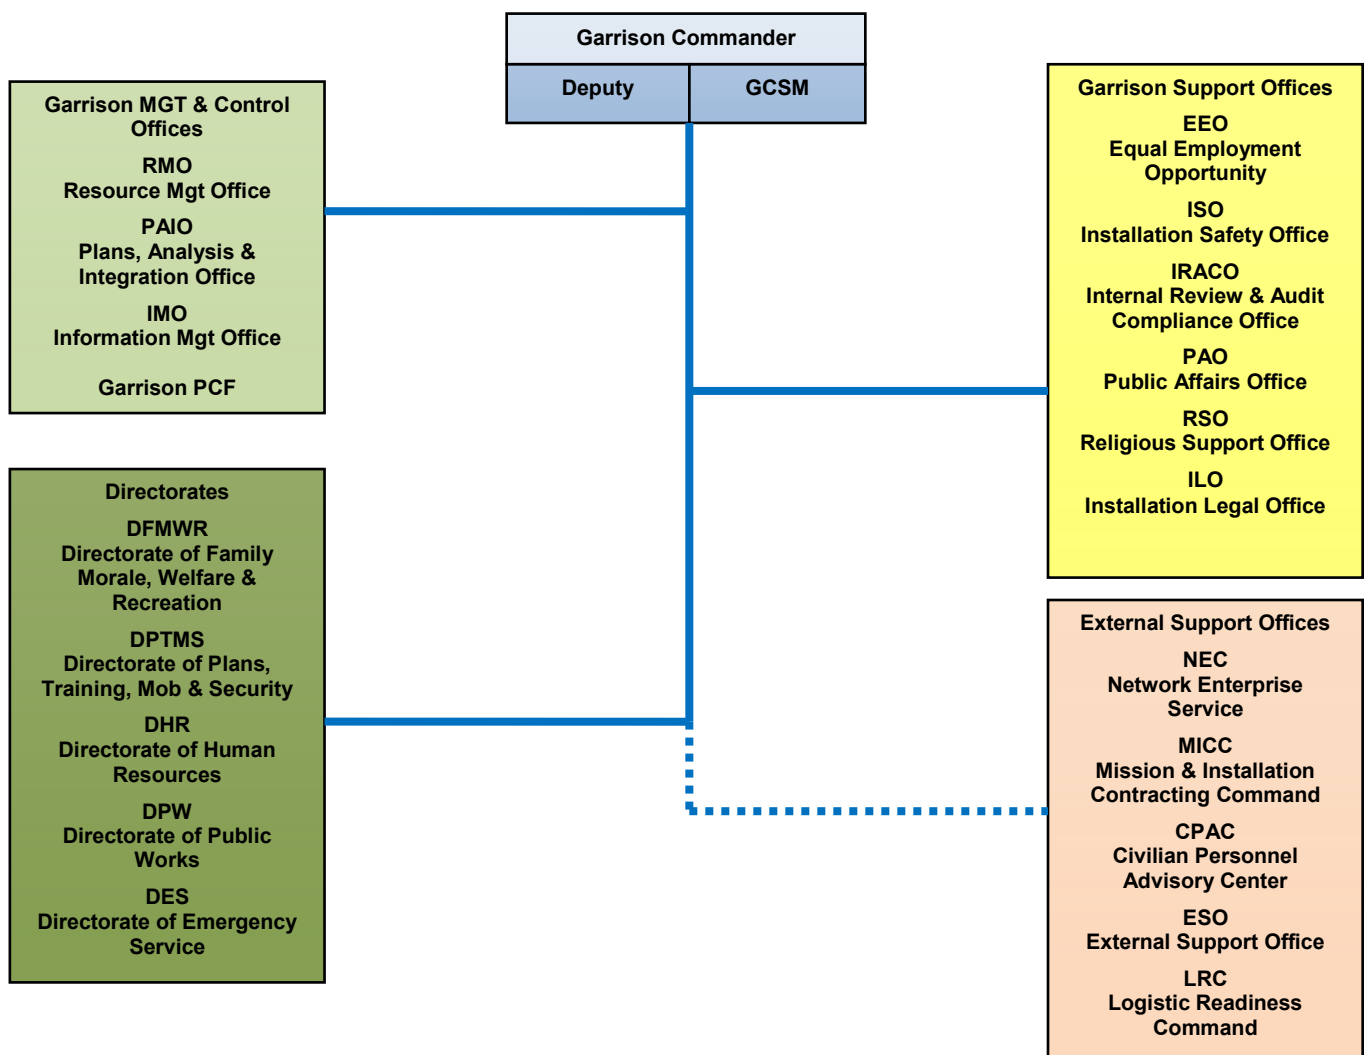 Garrison Commander
Deputy
GCSM
Garrison MGT & Control
Offices
RMO
Resource Mgt Office
PAIO
Plans, Analysis &
Integration Office
IMO
Information Mgt Office
Garrison PCF
Garrison Support Offices
EEO
Equal Employment
Opportunity
ISO
Installation Safety Office
IRACO
Internal Review & Audit
Compliance Office
PAO
Public Affairs Office
RSO
Religious Support Office
ILO
Installation Legal Office
Directorates
DFMWR
Directorate of Family
Morale, Welfare &
Recreation
DPTMS
Directorate of Plans,
Training, Mob & Security
DHR
Directorate of Human
Resources
DPW
Directorate of Public
Works
DES
Directorate of Emergency
Service
External Support Offices
NEC
Network Enterprise
Service
MICC
Mission & Installation
Contracting Command
CPAC
Civilian Personnel
Advisory Center
ESO
External Support Office
LRC
Logistic Readiness
Command